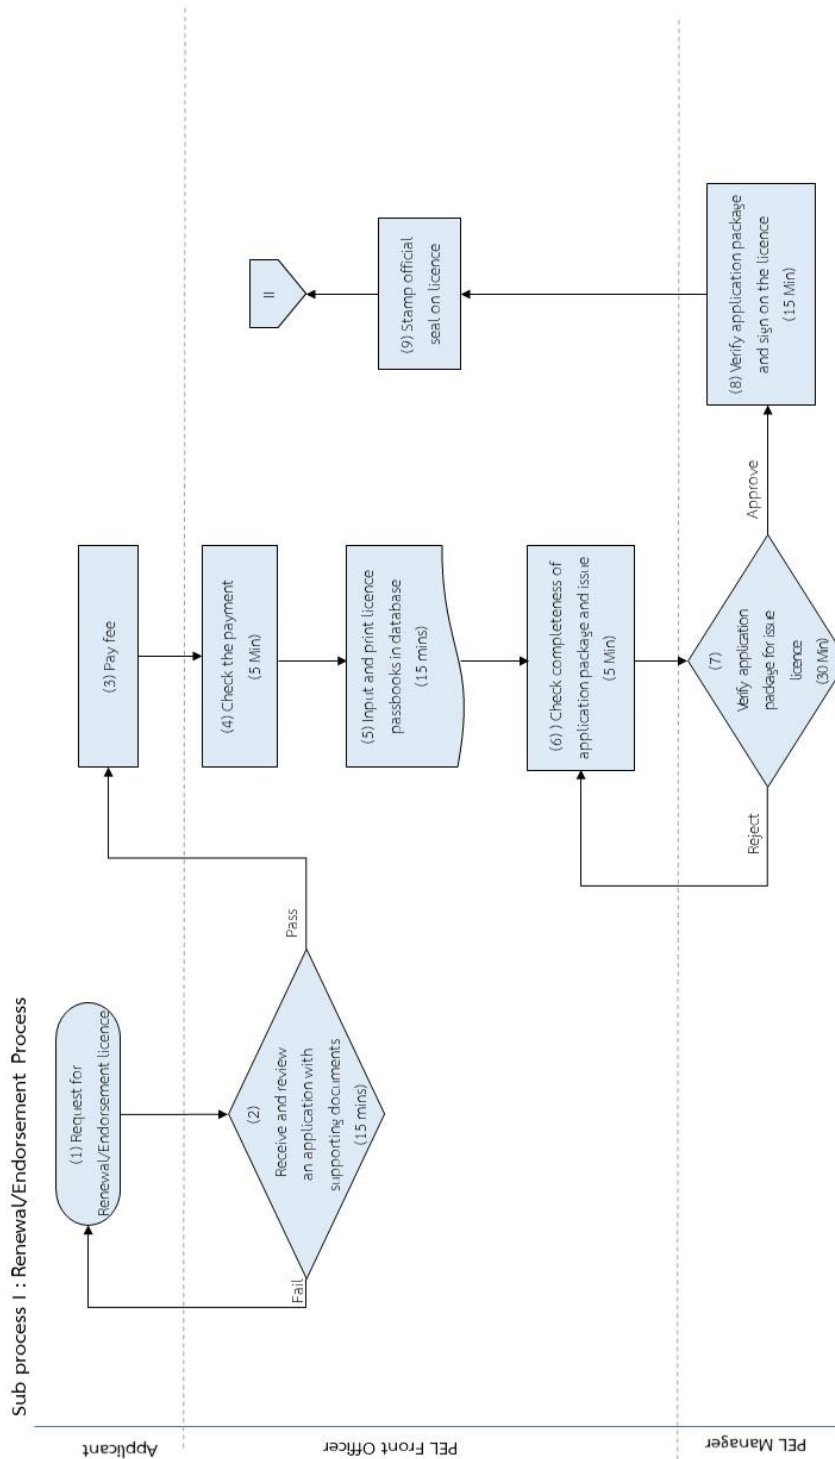 Sub process I : Renewal/Endorsement Process
Applicant
(1) Request for
Renewal/Endorsement licence
(3) Pay fee
PEL Front Officer
Fail
(2)
Receive and review
an application with
supporting documents
(15 mins)
Pass
(4) Check the payment
(5 Min)
(5) Input and print licence
passbooks in database
(15 mins)
(6) ) Check completeness of
application package and issue
(5 Min)
II
(9) Stamp official
seal on licence
PEL Manager
Reject
(7)
Verify application
package for issue
licence
(30 Min)
Approve
(8) Verify application package
and sign on the licence
(15 Min)